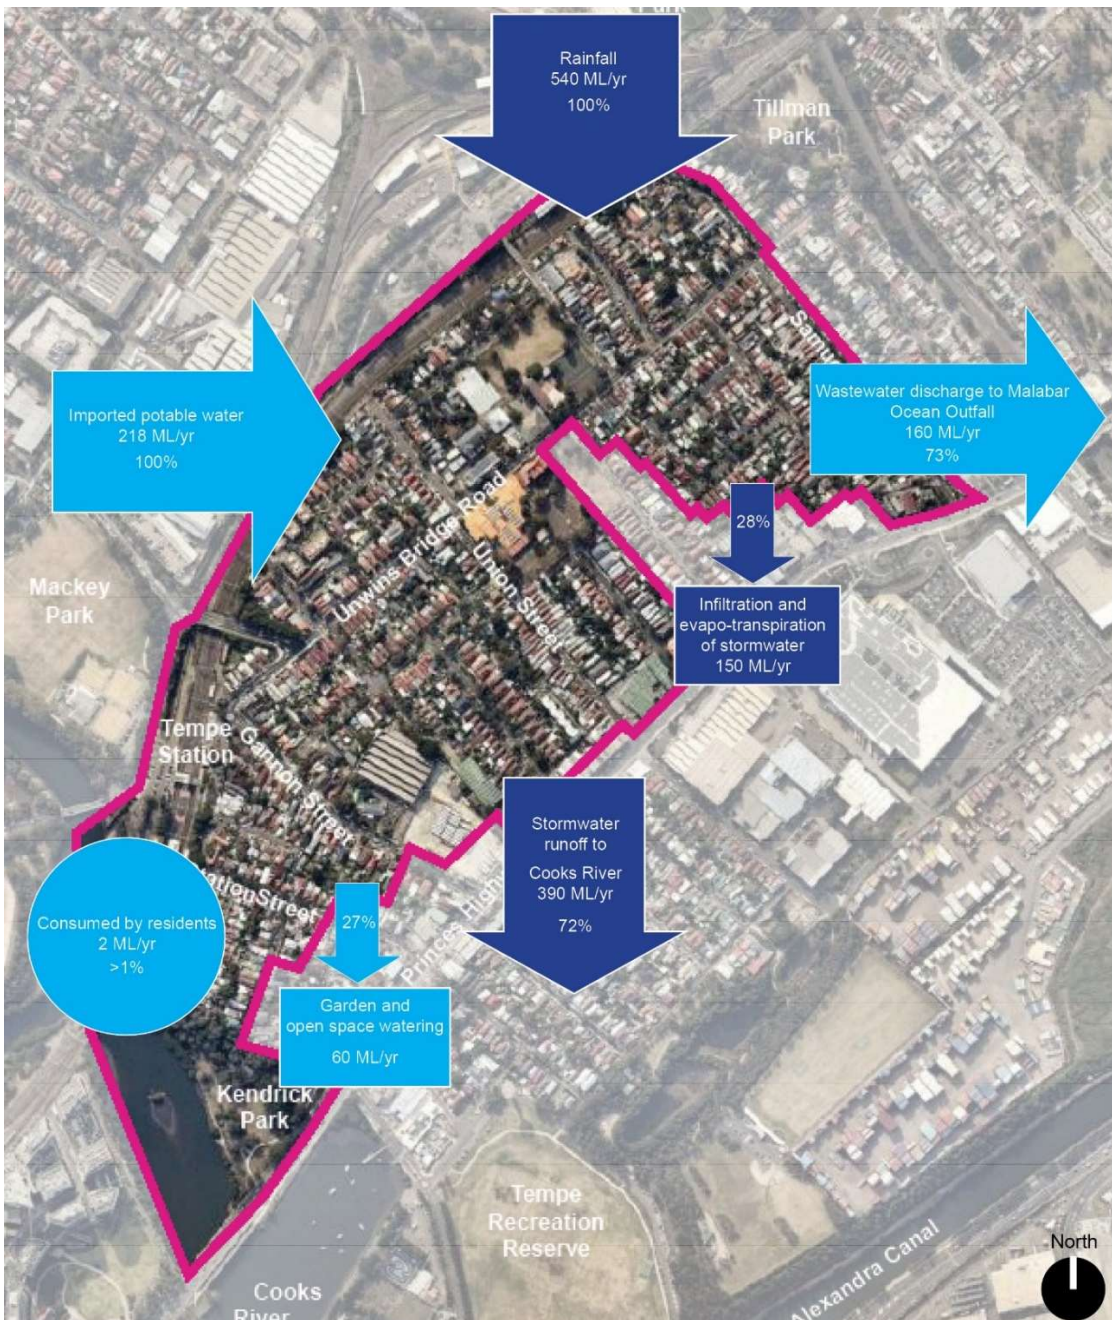 Park
Rainfall
540 ML/yr
100%
Tillman
Park
Imported potable water
218 ML/yr
100%
Wastewater discharge to Malabar
Ocean Outfall
160 ML/yr
73%
28%
Unwins Bridge Road
Union Street
Mackey
Park
Infiltration and
evapo-transpiration
of stormwater
150 ML/yr
Tempe
Station
Gannon Street
Stormwater
runoff to
Cooks River
390 ML/yr
72%
Street
Princes
Consumed by residents
2 ML/yr
>1%
27%
Garden and
open space watering
60 ML/yr
Kendrick
Park
Tempe
Recreation
Reserve
Alexandra Canal
North
Cooks
River